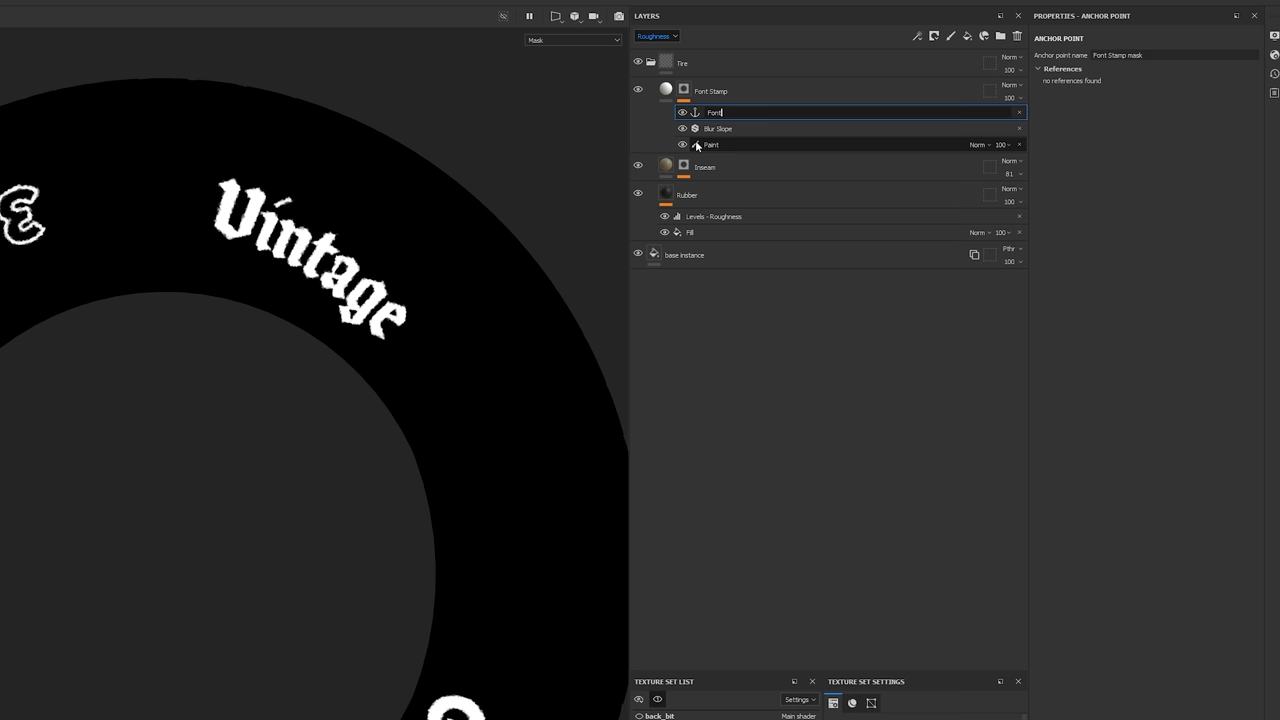 LAYERS
PROPERTIES - ANCHOR POINT
Roughness
Mask
ANCHOR POINT
Anchor point name Font Stamp mask
References
no references found
Tire
Norm
100
Font Stamp
Norm
100
Font
Blur Slope
Paint Norm 100
Inseam
Norm
81
Rubber
Norm
100
Levels - Roughness
Fill Norm 100
base instance
Pthr
100
Vintage
TEXTURE SET LIST
TEXTURE SET SETTINGS
Settings
back_bit Main shader